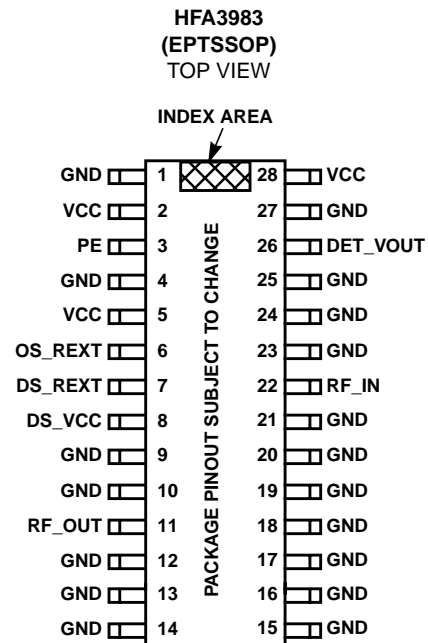 HFA3983
(EPTSSOP)
TOP VIEW
INDEX AREA
GND 1 28 VCC
VCC 2 27 GND
PE 3 26 DET_VOUT
GND 4 25 GND
VCC 5 24 GND
OS_REXT 6 23 GND
DS_REXT 7 22 RF_IN
DS_VCC 8 21 GND
GND 9 20 GND
GND 10 19 GND
RF_OUT 11 18 GND
GND 12 17 GND
GND 13 16 GND
GND 14 15 GND
PACKAGE PINOUT SUBJECT TO CHANGE